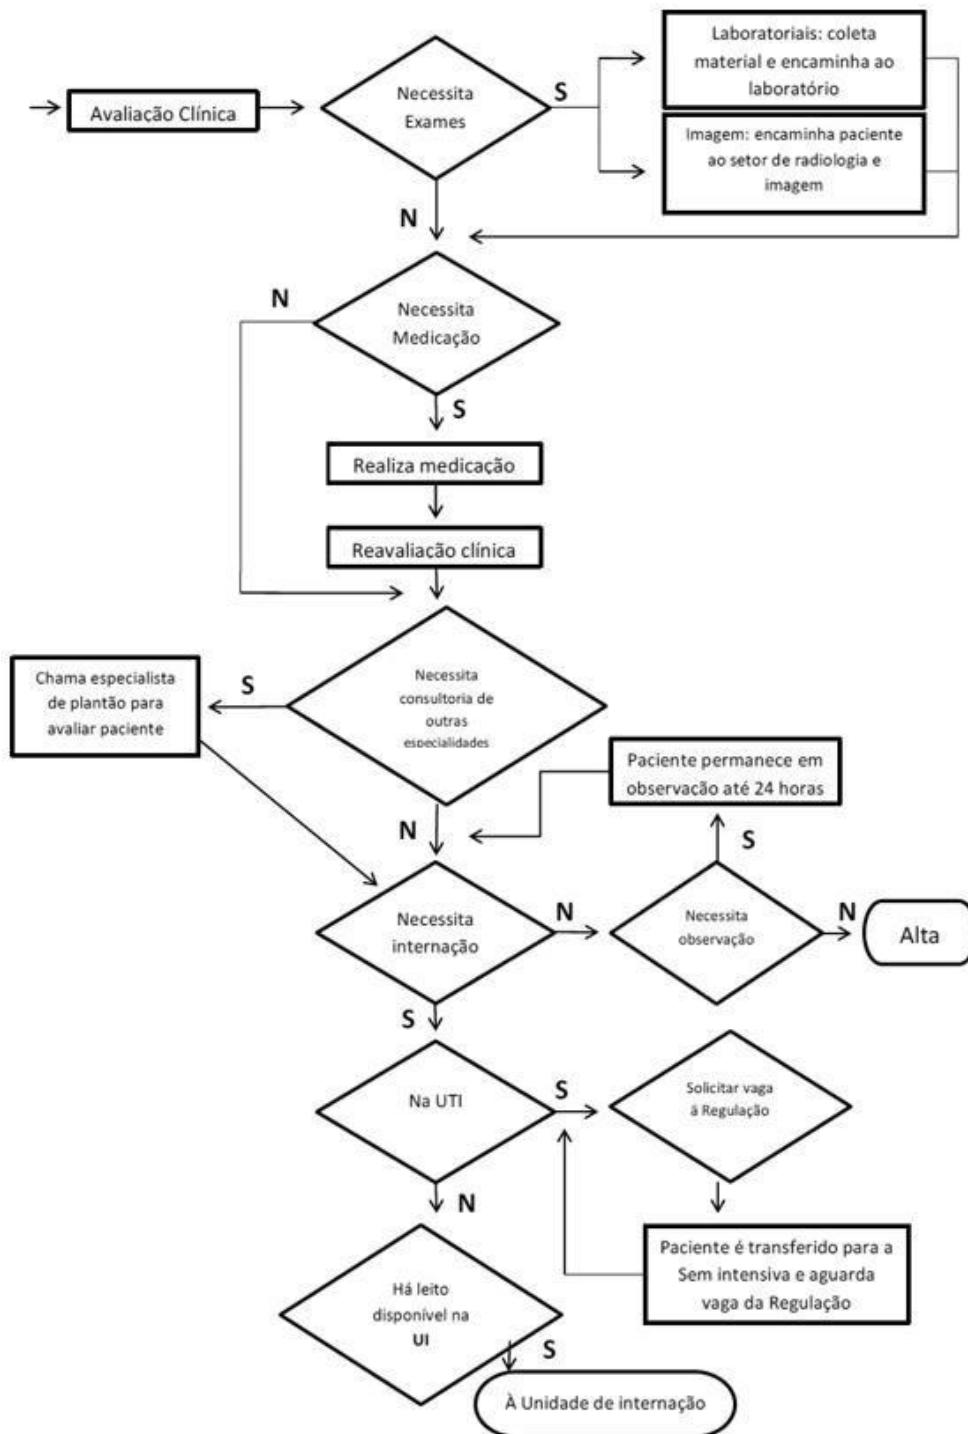 Avaliação Clínica
Necessita
Exames
S
Laboratoriais: coleta
material e encaminha ao
laboratório
Imagem: encaminha paciente
ao setor de radiologia e
imagem
N
N
Necessita
Medicação
S
Realiza medicação
Reavaliação clínica
Chama especialista
de plantão para
avaliar paciente
S
Necessita
consultoria de
outras
especialidades
Paciente permanece em
observação até 24 horas
N
S
Necessita
internação
N
Necessita
observação
N
Alta
S
Na UTI
S
Solicitar vaga
á Regulação
N
Paciente é transferido para a
Sem intensiva e aguarda
vaga da Regulação
Há leito
disponível na
UI
S
À Unidade de internação